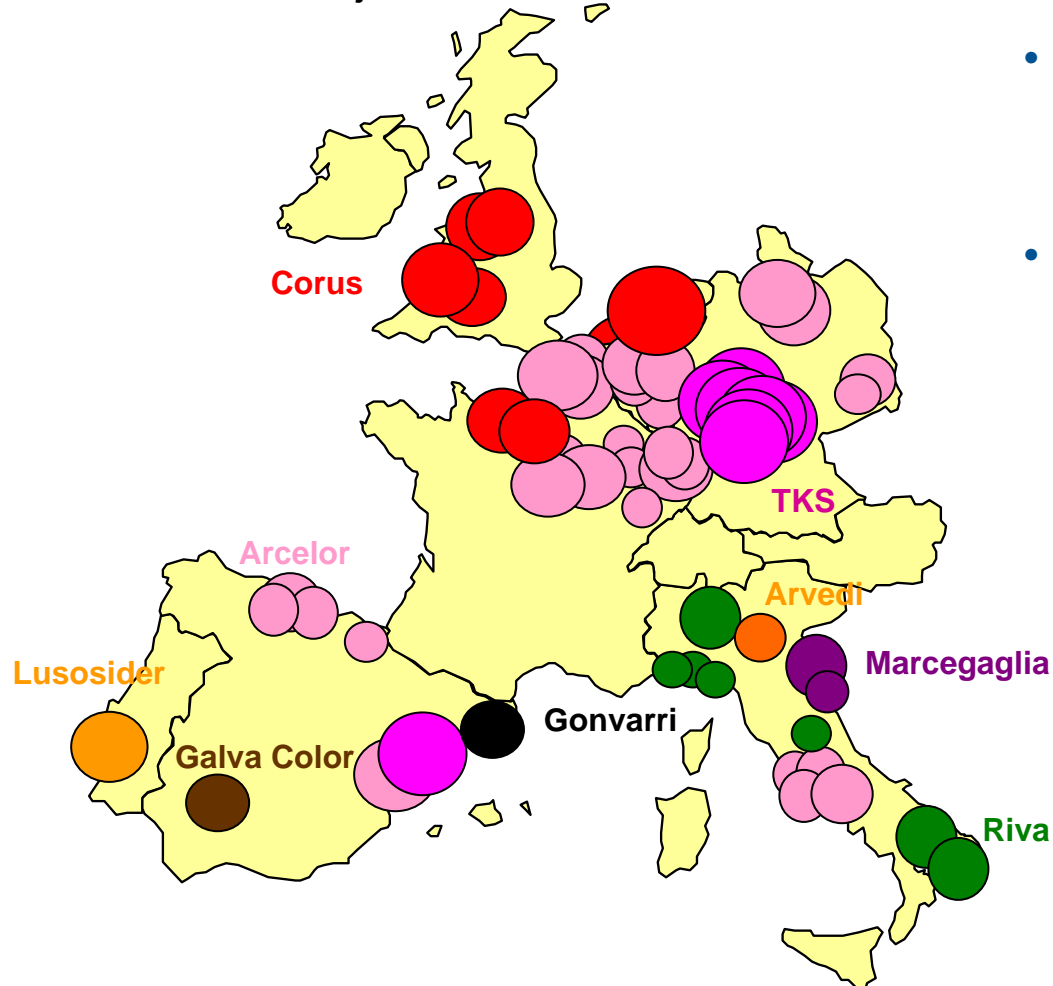 Corus
TKS
Arcelor
Arvedi
Marcegaglia
Lusosider
Gonvarri
Galva Color
Riva